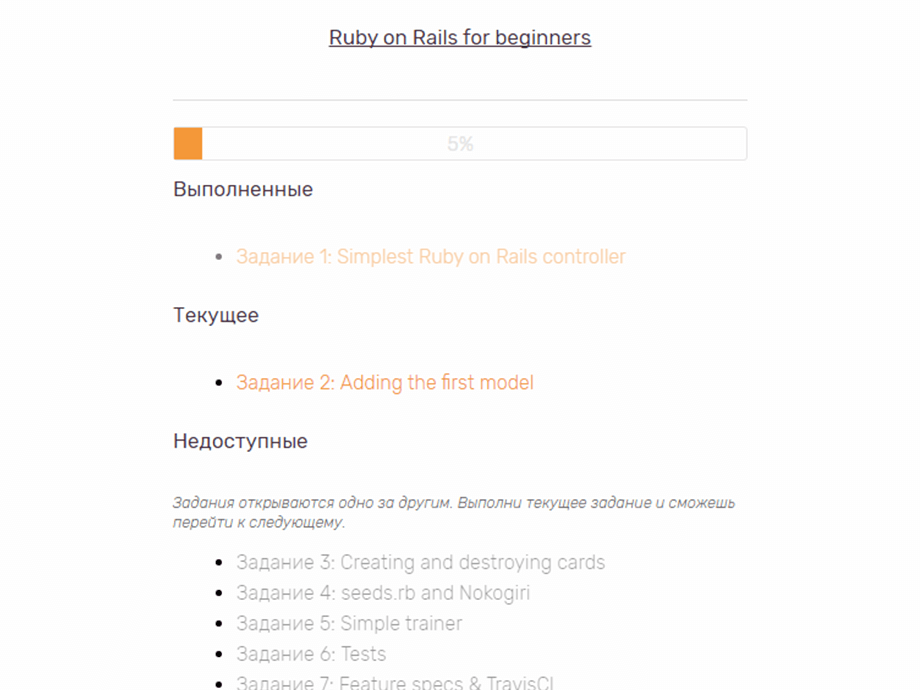 Ruby on Rails for beginners
5%
Выполненные
Задание 1: Simplest Ruby on Rails controller
Текущее
Задание 2: Adding the first model
Недоступные
Задания открываются одно за другим. Выполни текущее задание и сможешь
перейти к следующему.
Задание 3: Creating and destroying cards
Задание 4: seeds.rb and Nokogiri
Задание 5: Simple trainer
Задание 6: Tests
Задание 7: Feature specs & TravisCI